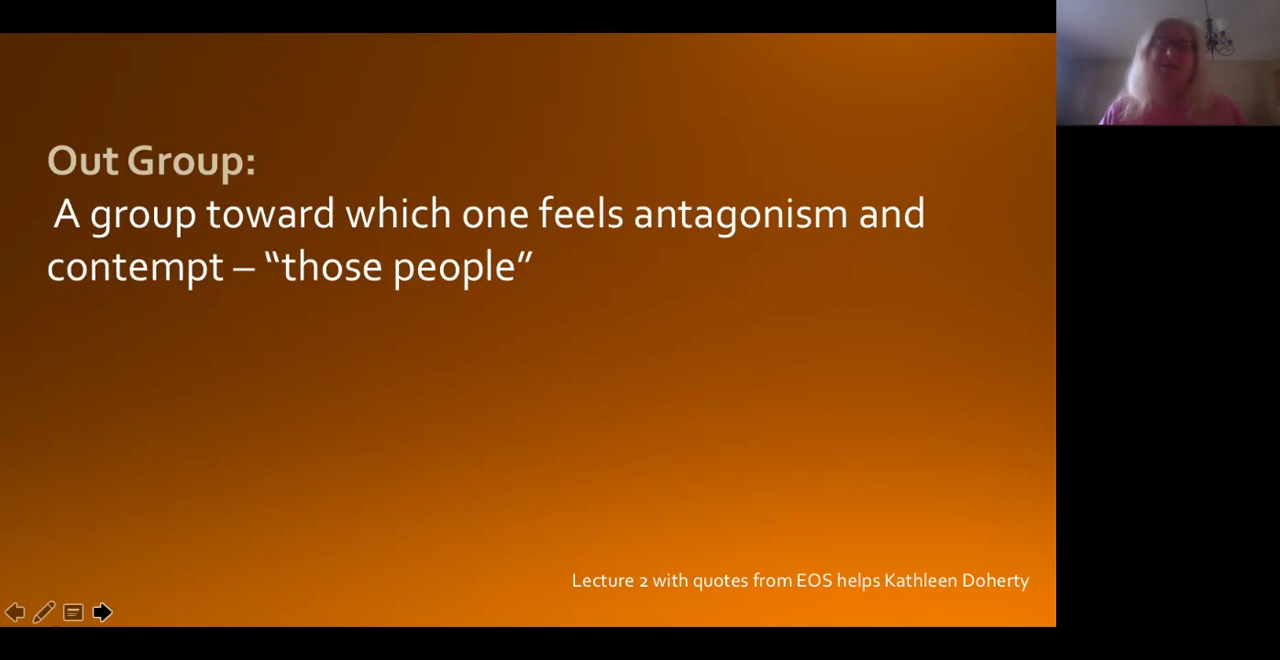 Out Group:
A group toward which one feels antagonism and
contempt – “those people”
Lecture 2 with quotes from EOS helps Kathleen Doherty